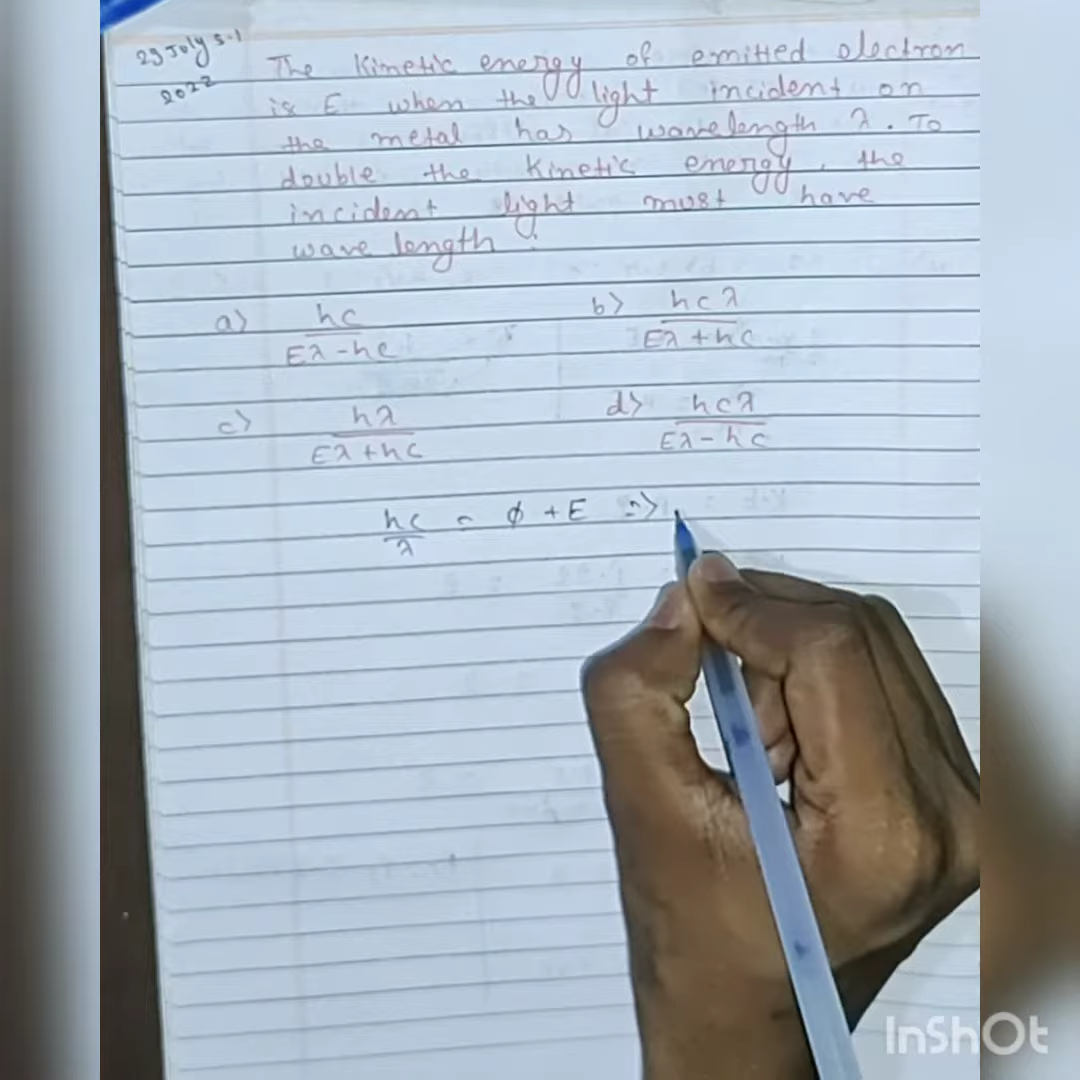 29 July S-1
2022
The Kinetic energy of emitted electron
is E when the light incident on
the metal has wavelength λ. To
double the kinetic energy, the
incident light must have
wave length :
a) hc / Eλ - hc
b) hcλ / Eλ + hc
c) hλ / Eλ + hc
d) hcλ / Eλ - hc
hc / λ = φ + E =>
InShOt